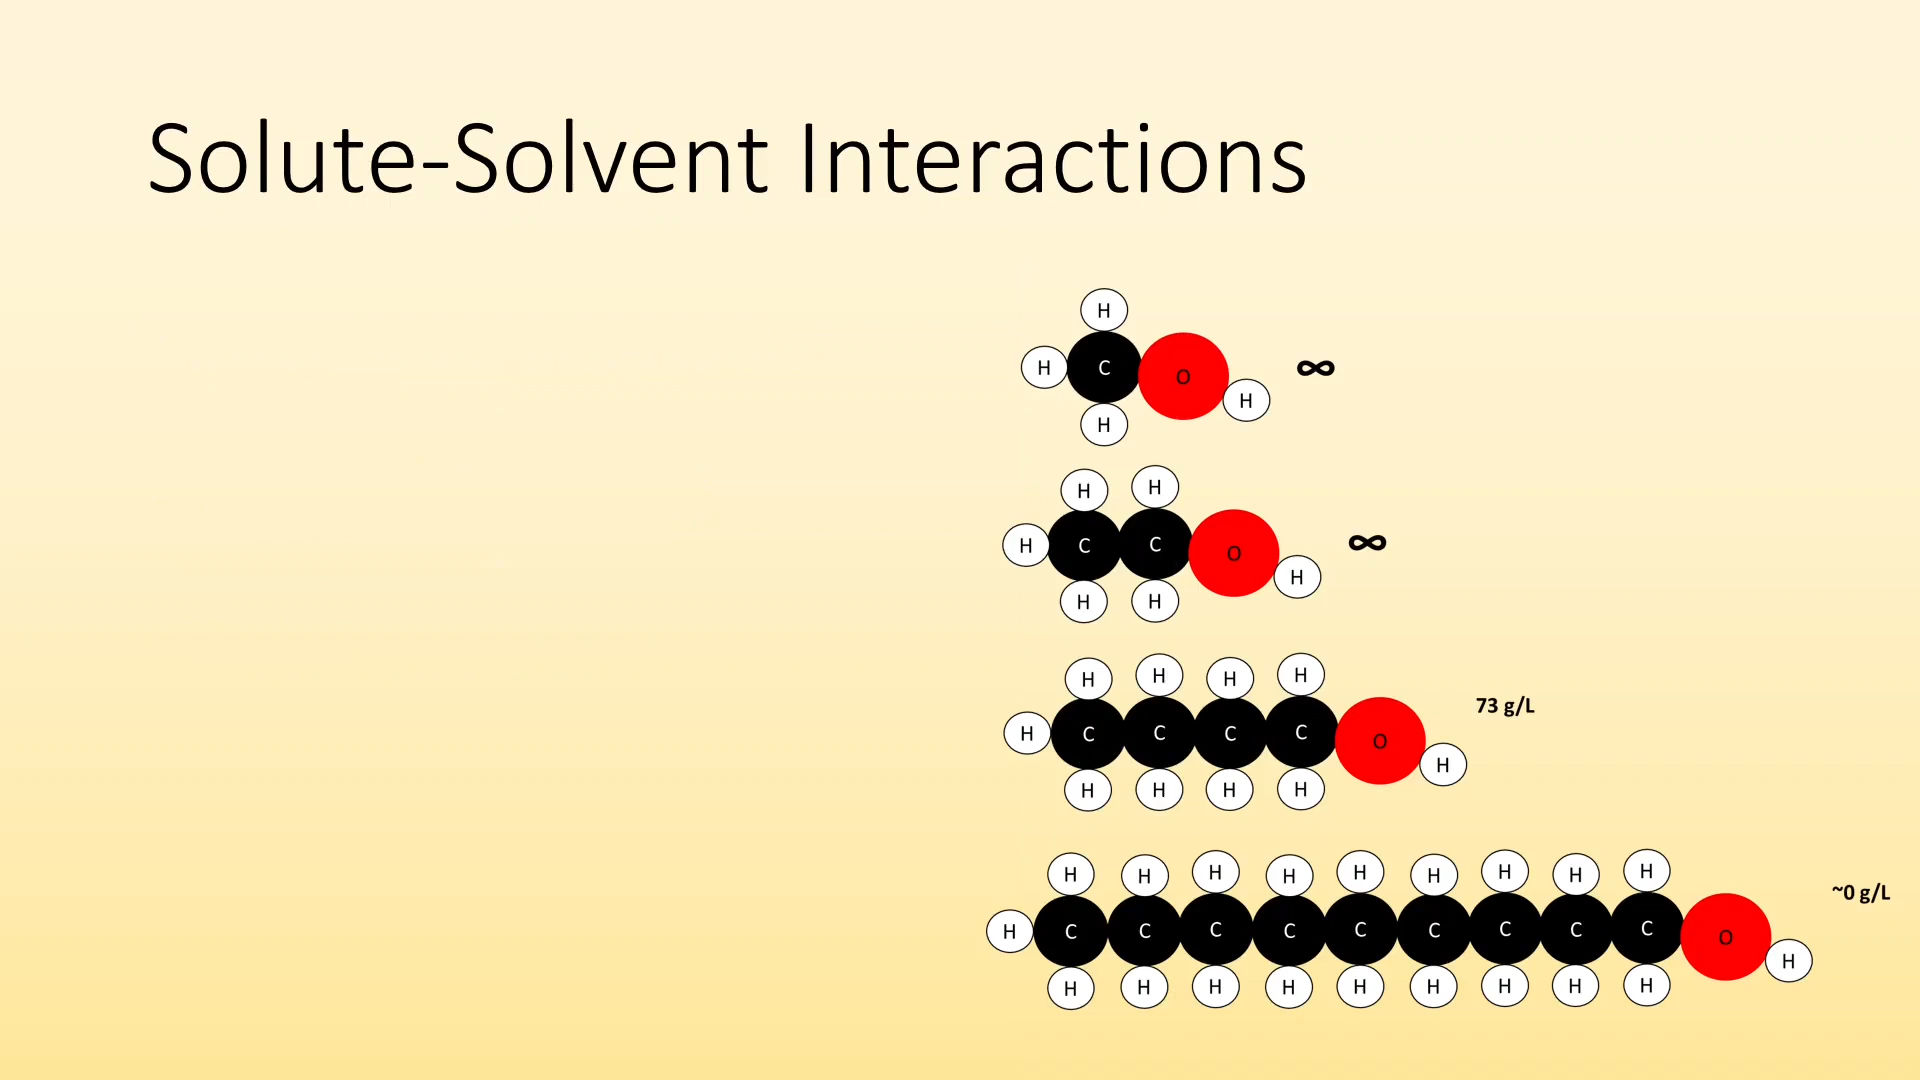 Solute-Solvent Interactions
H
H C O H ∞
H
H H
H C C O H ∞
H H
H H H H
H C C C C O H 73 g/L
H H H H
H H H H H H H H H
H C C C C C C C C C O H ~0 g/L
H H H H H H H H H